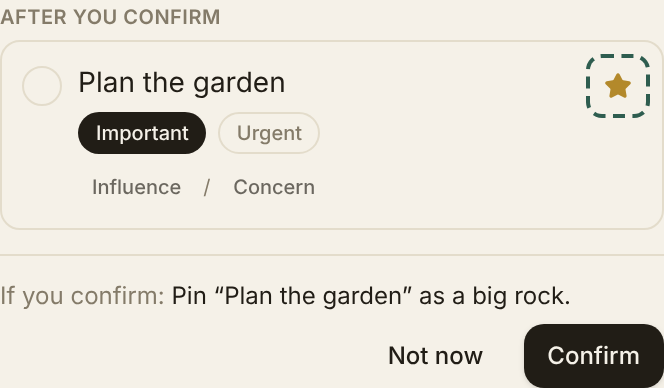 AFTER YOU CONFIRM
Plan the garden
Important Urgent
Influence / Concern
If you confirm: Pin “Plan the garden” as a big rock.
Not now Confirm